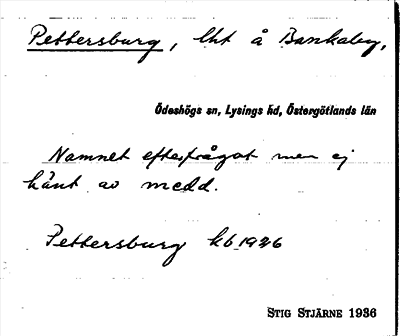 Pettersburg, lht å Bankeby,
Ödeshögs sn, Lysings hd, Östergötlands län
Namnet efterfrågat men ej
känt av medd.
Pettersburg kb 1936
STIG STJÄRNE 1936